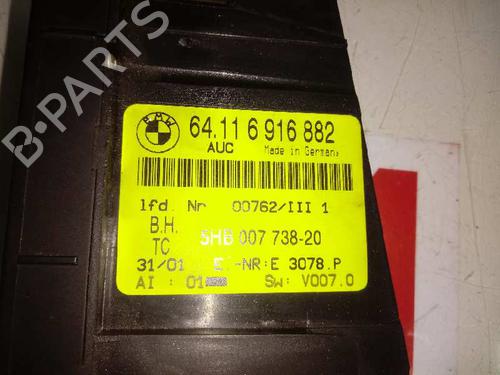 BMW
64.11 6 916 882
AUC Made in Germany
lfd. Nr 00762/III 1
B.H.
TC 5HB 007 738-20
31/01 -NR:E 3078.P
AI : 01 SW: V007.0
B-PARTS